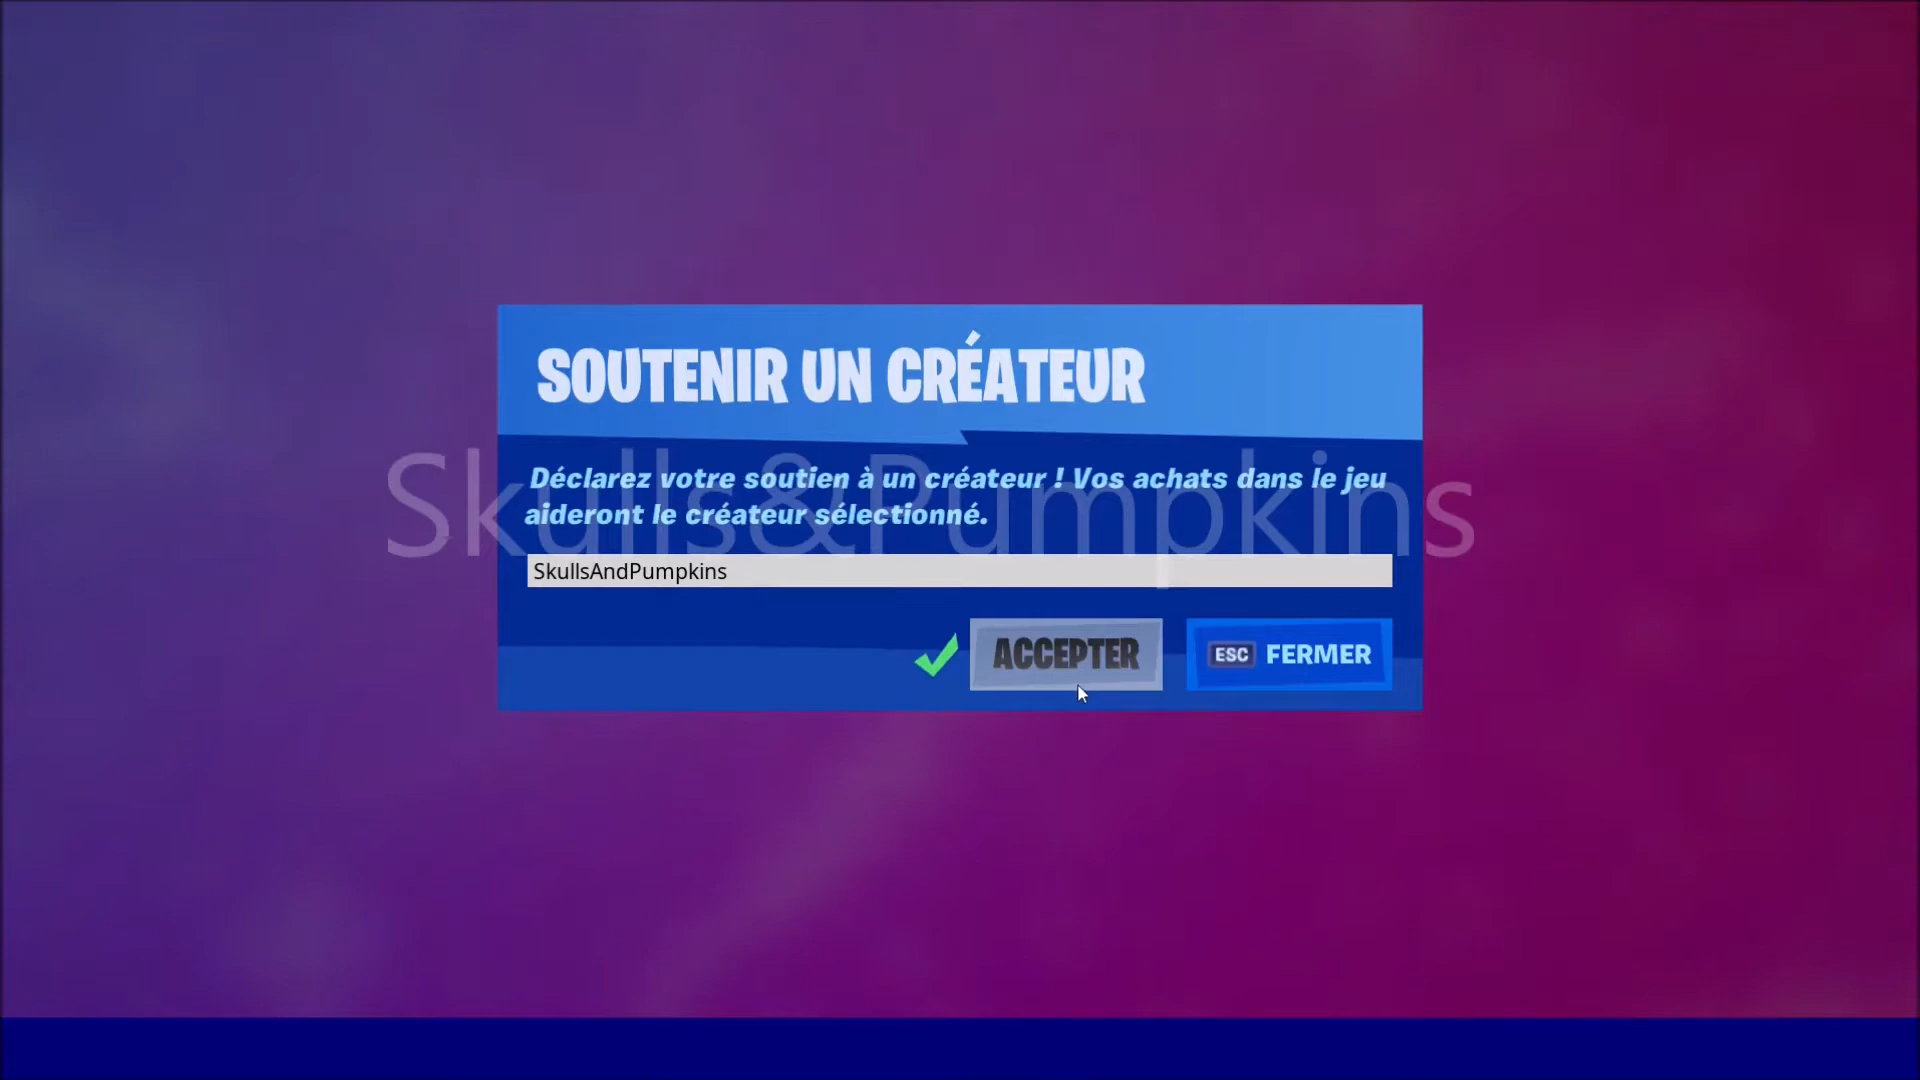 SOUTENIR UN CRÉATEUR
Déclarez votre soutien à un créateur ! Vos achats dans le jeu
aideront le créateur sélectionné.
Skulls&Pumpkins
SkullsAndPumpkins
ACCEPTER
ESC FERMER